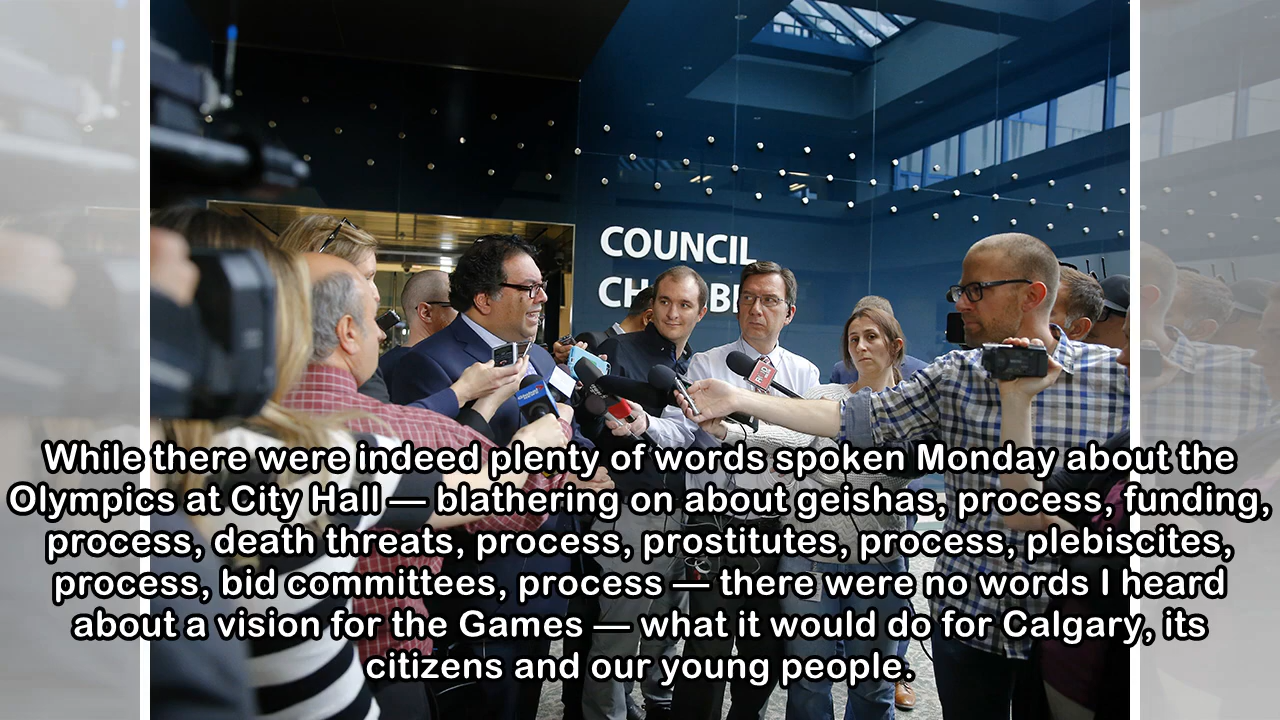 COUNCIL
While there were indeed plenty of words spoken Monday about the
Olympics at City Hall — blathering on about geishas, process, funding,
process, death threats, process, prostitutes, process, plebiscites,
process, bid committees, process — there were no words I heard
about a vision for the Games — what it would do for Calgary, its
citizens and our young people.